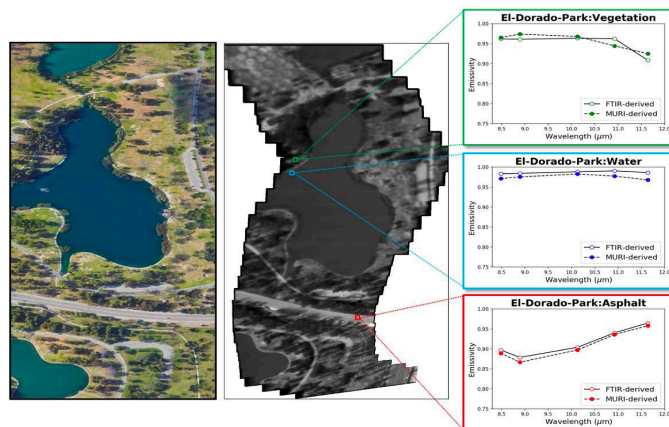 El-Dorado-Park:Vegetation
1.00
0.95
0.90
0.85
0.80
0.75
Emissivity
FTIR-derived
MURI-derived
8.5 9.0 9.5 10.0 10.5 11.0 11.5 12.0
Wavelength (μm)
El-Dorado-Park:Water
1.00
0.95
0.90
0.85
0.80
0.75
Emissivity
FTIR-derived
MURI-derived
8.5 9.0 9.5 10.0 10.5 11.0 11.5 12.0
Wavelength (μm)
El-Dorado-Park:Asphalt
1.00
0.95
0.90
0.85
0.80
0.75
Emissivity
FTIR-derived
MURI-derived
8.5 9.0 9.5 10.0 10.5 11.0 11.5 12.0
Wavelength (μm)